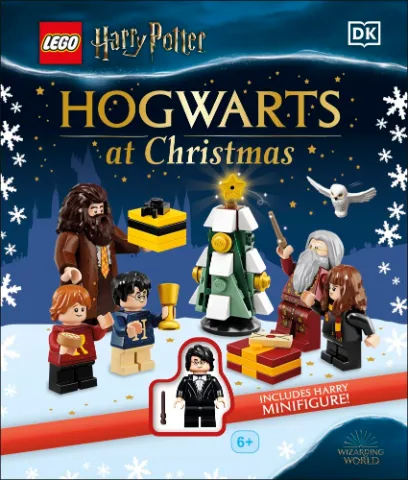 LEGO Harry Potter
DK
HOGWARTS
at Christmas
INCLUDES HARRY
MINIFIGURE!
6+
WIZARDING
WORLD